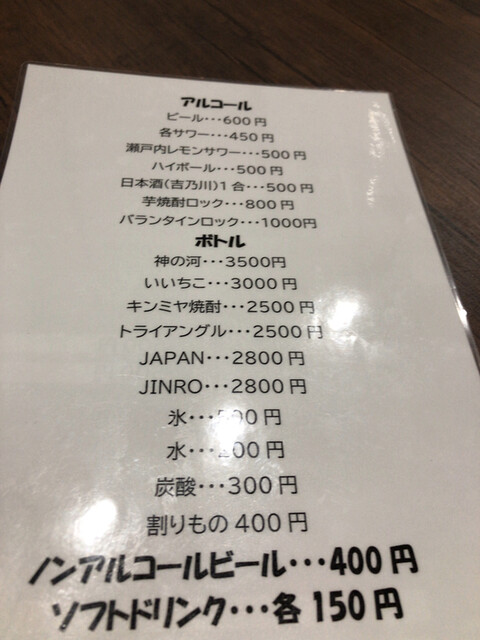 アルコール
ビール・・・600円
各サワー・・・450円
瀬戸内レモンサワー・・・500円
ハイボール・・・500円
日本酒(吉乃川)1合・・・500円
芋焼酎ロック・・・800円
バランタインロック・・・1000円
ボトル
神の河・・・3500円
いいちこ・・・3000円
キンミヤ焼酎・・・2500円
トライアングル・・・2500円
JAPAN・・・2800円
JINRO・・・2800円
氷・・・
水・・・
炭酸・・・300円
割りもの400円
ノンアルコールビール・・・400円
ソフトドリンク・・・各150円